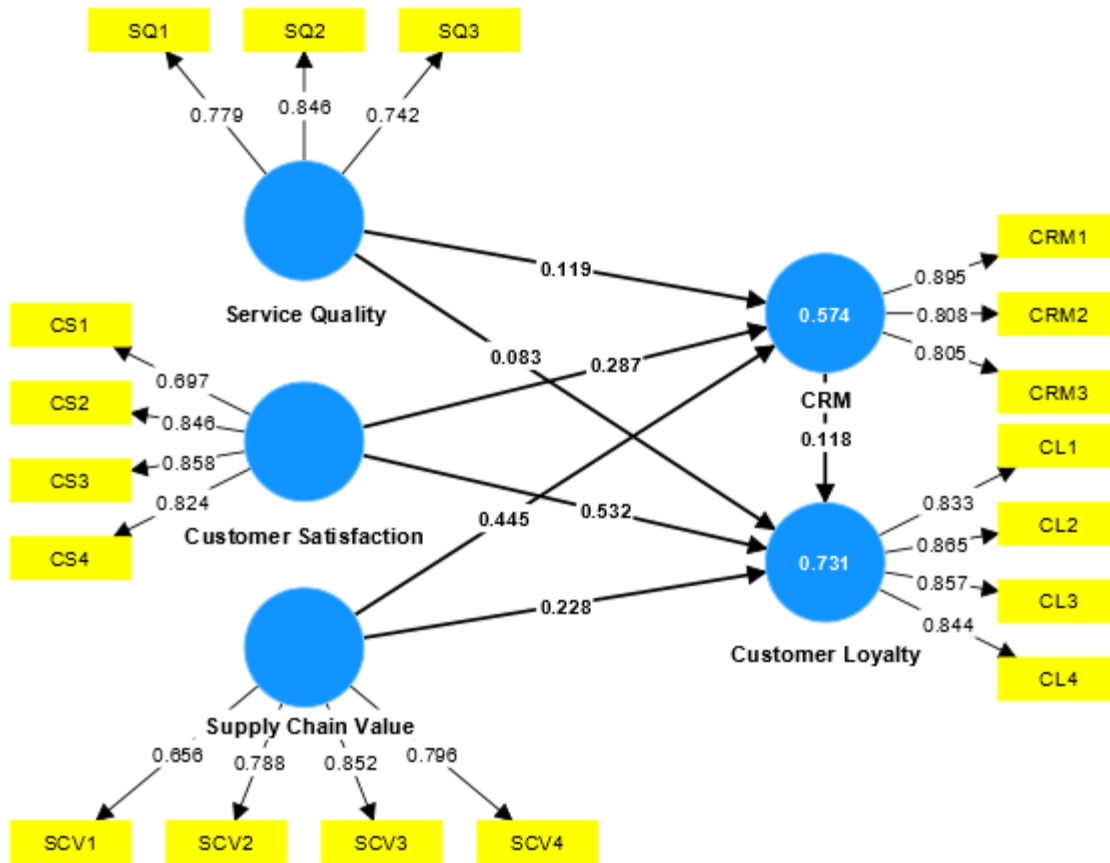 SQ1 SQ2 SQ3
0.779 0.846 0.742
Service Quality
CS1
CS2
CS3
CS4
0.697
0.846
0.858
0.824
Customer Satisfaction
Supply Chain Value
0.656 0.788 0.852 0.796
SCV1 SCV2 SCV3 SCV4
0.119
0.083
0.287
0.445
0.532
0.228
0.574
CRM
0.118
0.731
Customer Loyalty
0.895
0.808
0.805
CRM1
CRM2
CRM3
0.833
0.865
0.857
0.844
CL1
CL2
CL3
CL4